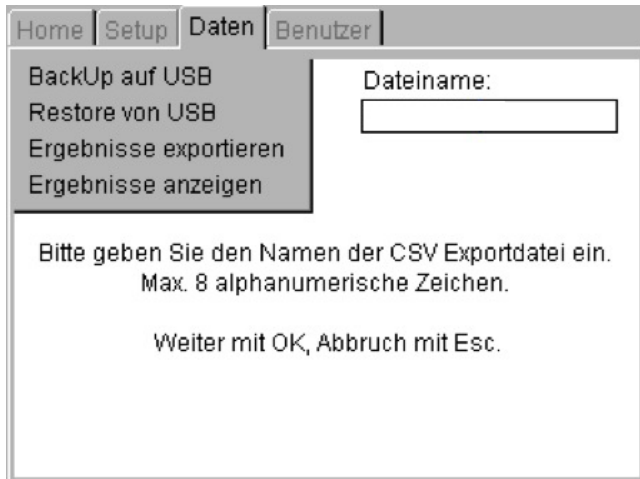 Home Setup Daten Benutzer
BackUp auf USB
Restore von USB
Ergebnisse exportieren
Ergebnisse anzeigen
Dateiname:
Bitte geben Sie den Namen der CSV Exportdatei ein.
Max. 8 alphanumerische Zeichen.
Weiter mit OK, Abbruch mit Esc.